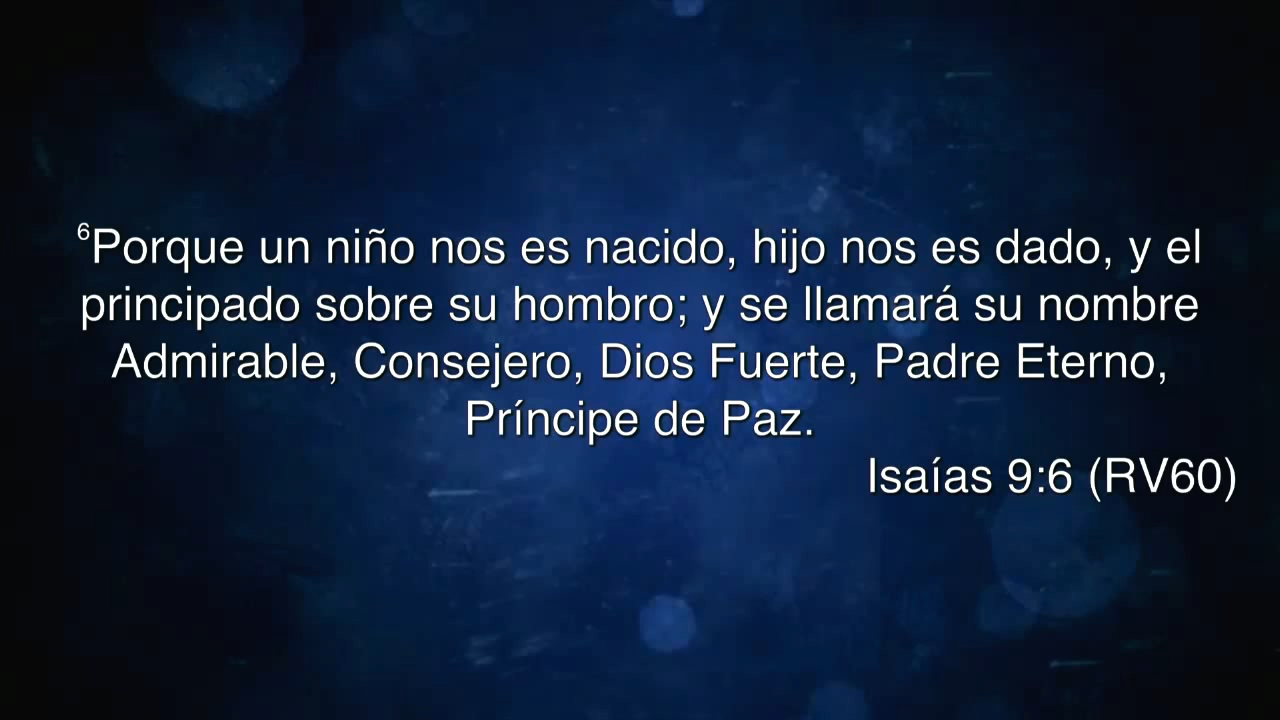 ⁶Porque un niño nos es nacido, hijo nos es dado, y el
principado sobre su hombro; y se llamará su nombre
Admirable, Consejero, Dios Fuerte, Padre Eterno,
Príncipe de Paz.
Isaías 9:6 (RV60)